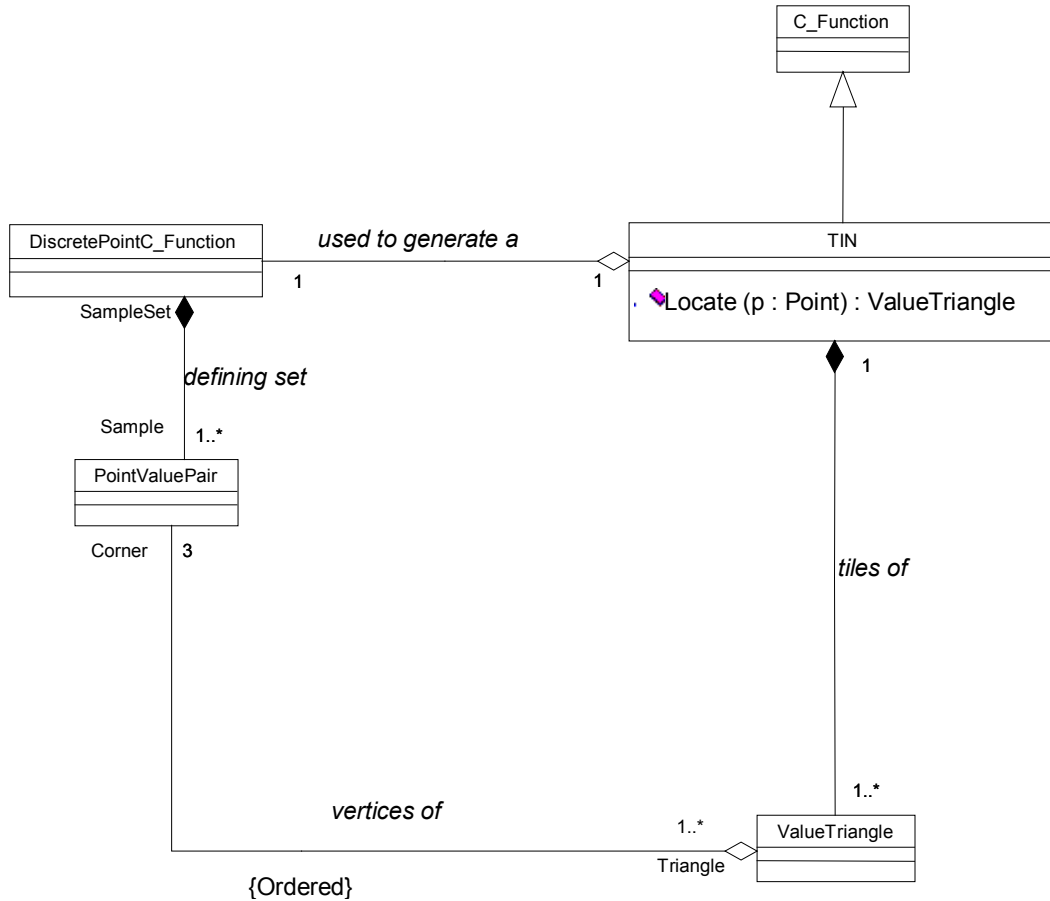 C_Function
DiscretePointC_Function
used to generate a
TIN
1
1
Locate (p : Point) : ValueTriangle
SampleSet
1
defining set
Sample
1..*
PointValuePair
Corner
3
tiles of
1..*
vertices of
1..*
ValueTriangle
Triangle
{Ordered}